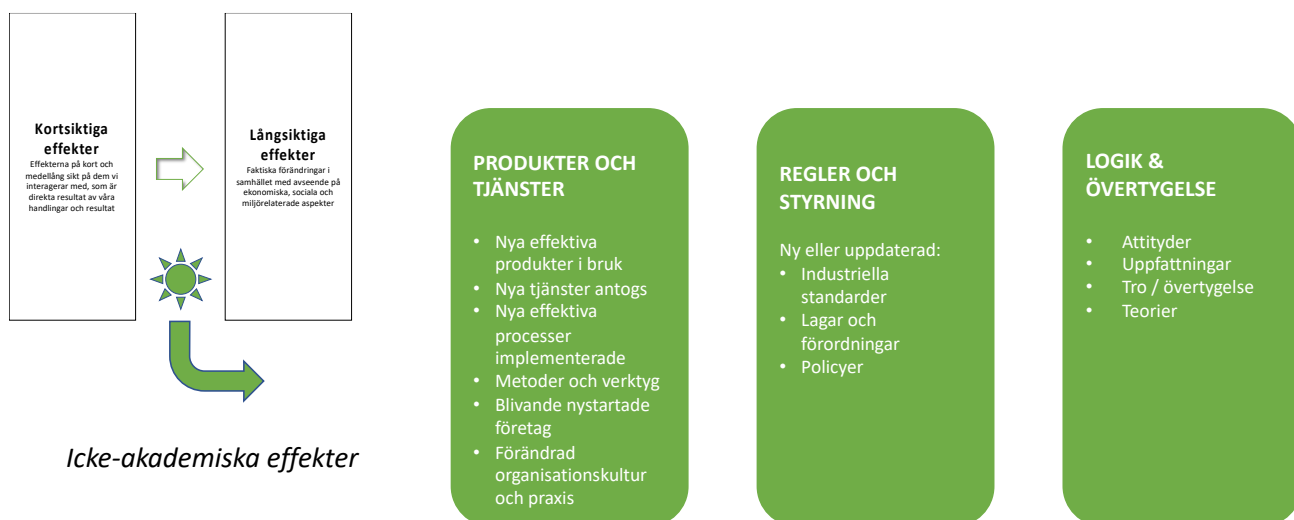 Kortsiktiga
effekter
Effekterna på kort och
medellång sikt på dem vi
interagerar med, som är
direkta resultat av våra
handlingar och resultat
Långsiktiga
effekter
Faktiska förändringar i
samhället med avseende på
ekonomiska, sociala och
miljörelaterade aspekter
Icke-akademiska effekter
PRODUKTER OCH
TJÄNSTER
• Nya effektiva
produkter i bruk
• Nya tjänster antogs
• Nya effektiva
processer
implementerade
• Metoder och verktyg
• Blivande nystartade
företag
• Förändrad
organisationskultur
och praxis
REGLER OCH
STYRNING
Ny eller uppdaterad:
• Industriella
standarder
• Lagar och
förordningar
• Policyer
LOGIK &
ÖVERTYGELSE
• Attityder
• Uppfattningar
• Tro / övertygelse
• Teorier